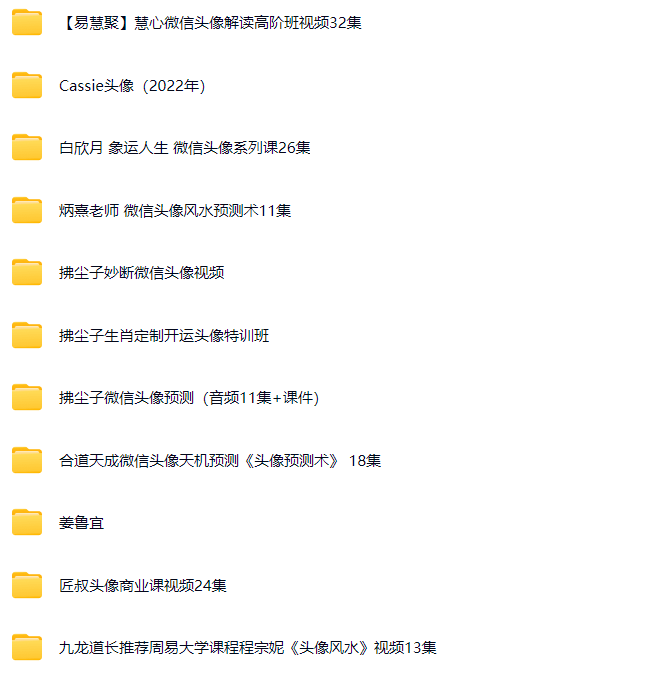 【易慧聚】慧心微信头像解读高阶班视频32集
Cassie头像（2022年）
白欣月 象运人生 微信头像系列课26集
炳熹老师 微信头像风水预测术11集
拂尘子妙断微信头像视频
拂尘子生肖定制开运头像特训班
拂尘子微信头像预测（音频11集+课件）
合道天成微信头像天机预测《头像预测术》 18集
姜鲁宜
匠叔头像商业课视频24集
九龙道长推荐周易大学课程程宗妮《头像风水》视频13集